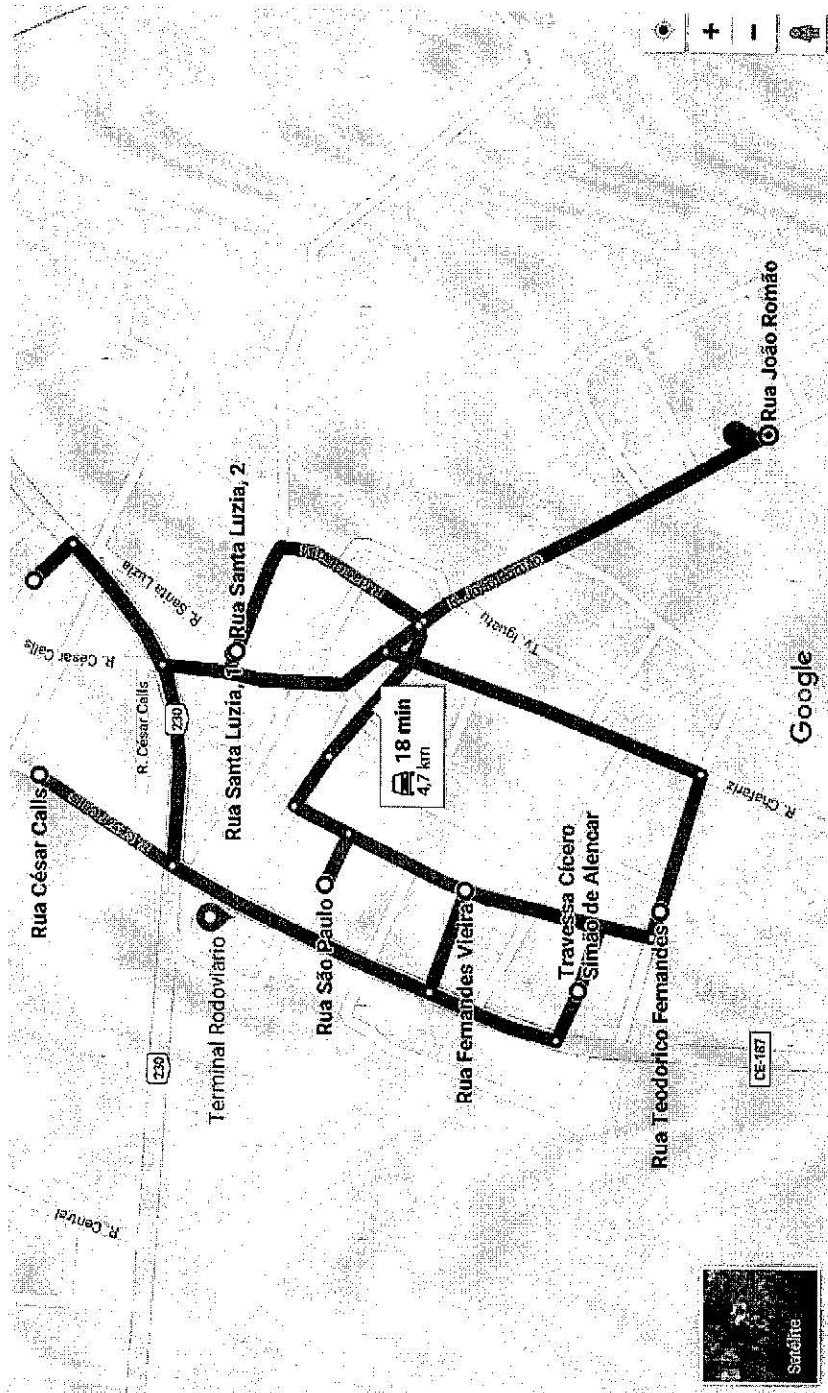 Rua César Calls
R. Cesar Calls
R. Santa Luzia
R. César Calls
230
Rua Santa Luzia, 1
Rua Santa Luzia, 2
Terminal Rodoviário
230
R. Central
Rua São Paulo
18 min
4,7 km
Tv. Iguatu
Rua Fernandes Vieira
Travessa Cícero
Simão de Alencar
Rua Teodorico Fernandes
CE-187
R. Chafariz
Rua João Romão
Google
Satélite